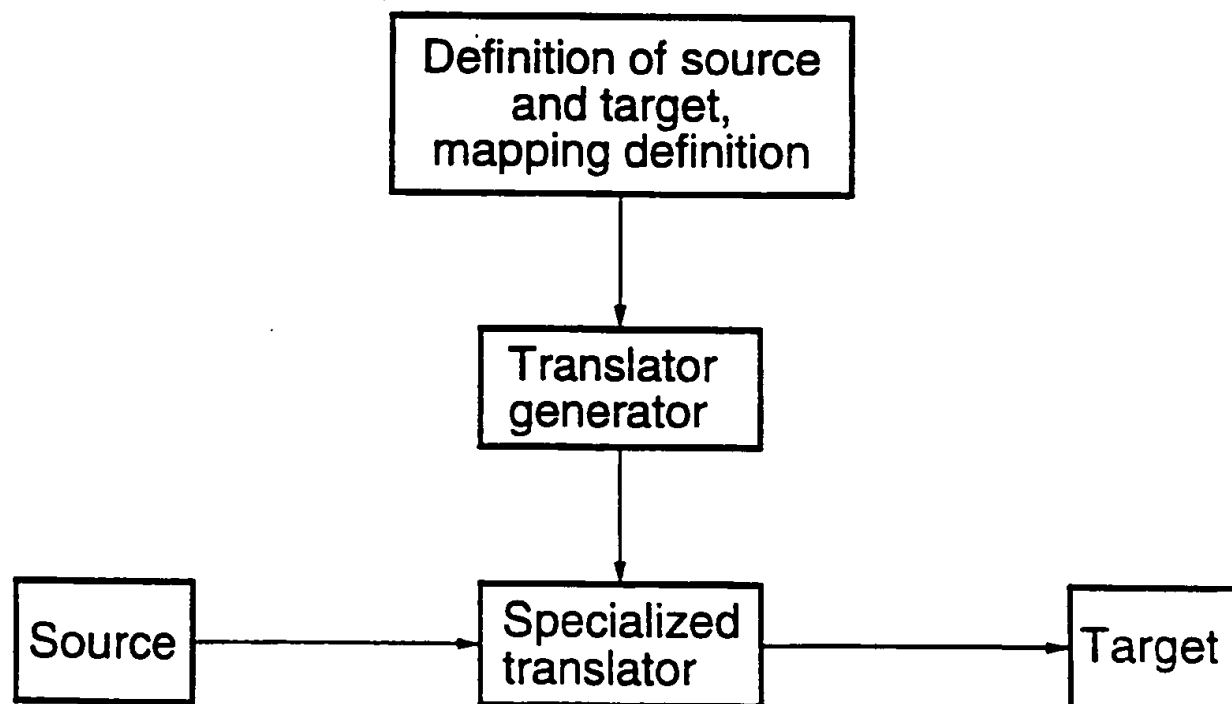 Definition of source
and target,
mapping definition
Translator
generator
Source
Specialized
translator
Target